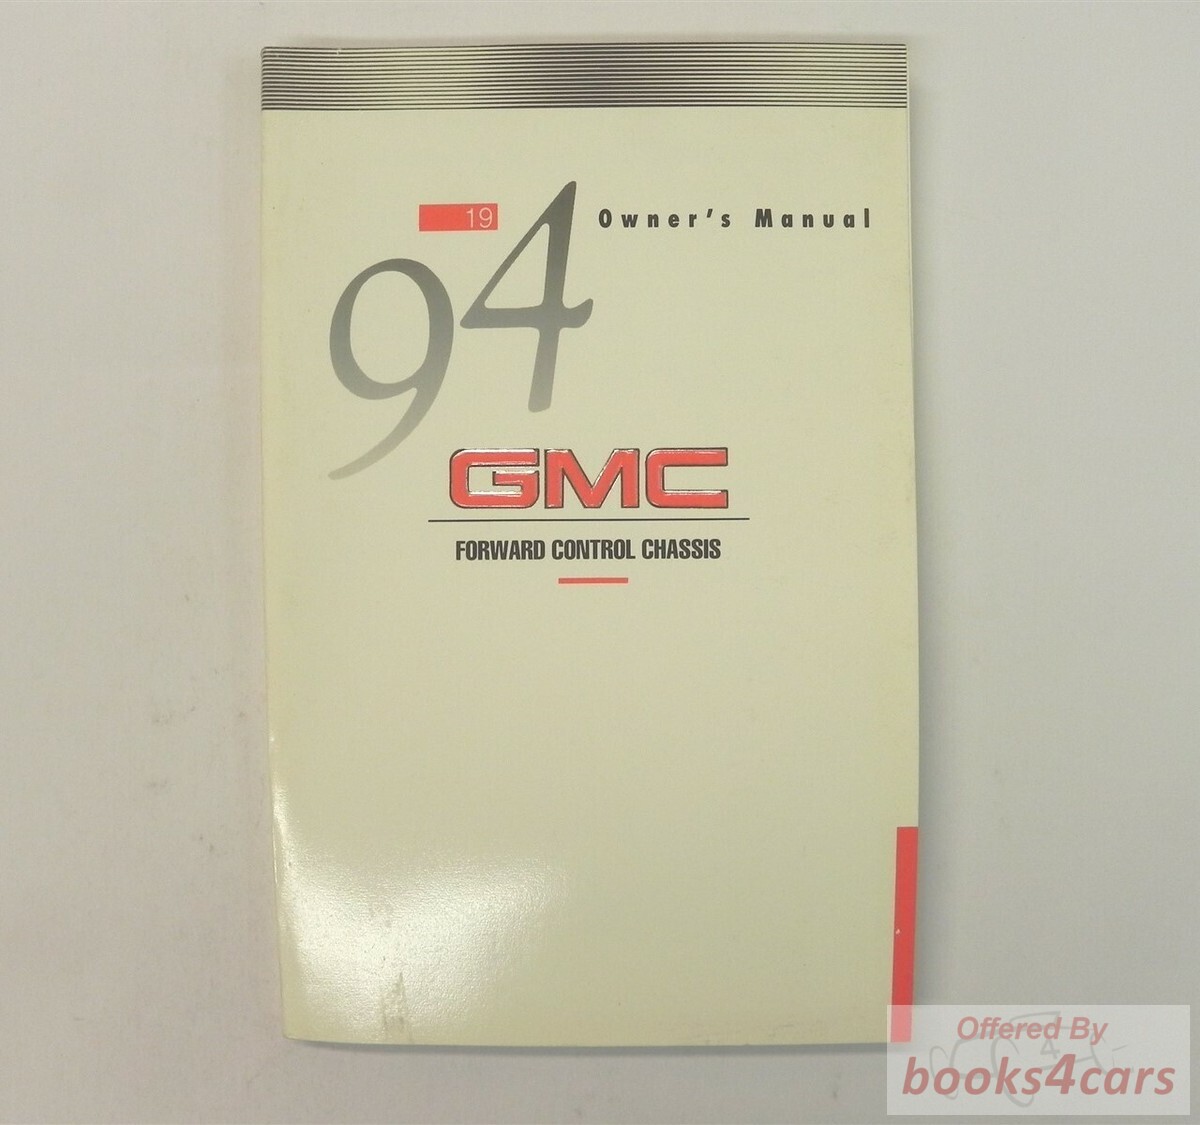 19
94
Owner's Manual
GMC
FORWARD CONTROL CHASSIS
Offered By
books4cars